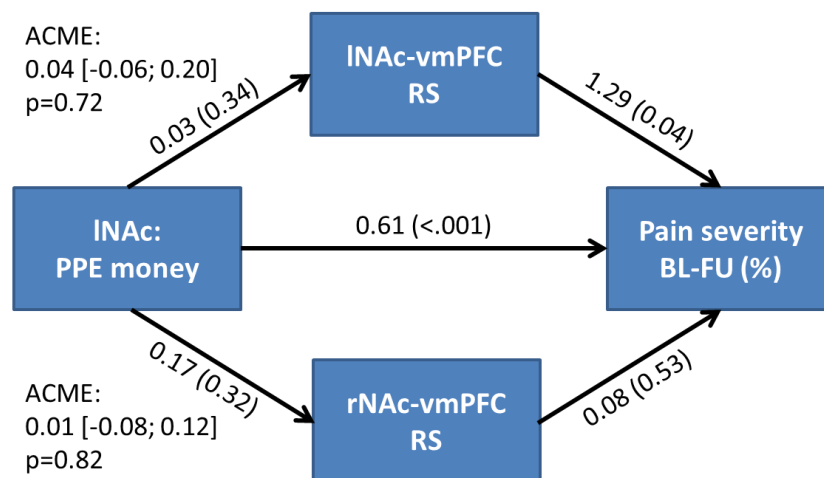 ACME:
0.04 [-0.06; 0.20]
p=0.72
0.03 (0.34)
lNAc-vmPFC
RS
1.29 (0.04)
lNAc:
PPE money
0.61 (<.001)
Pain severity
BL-FU (%)
0.17 (0.32)
rNAc-vmPFC
RS
0.08 (0.53)
ACME:
0.01 [-0.08; 0.12]
p=0.82